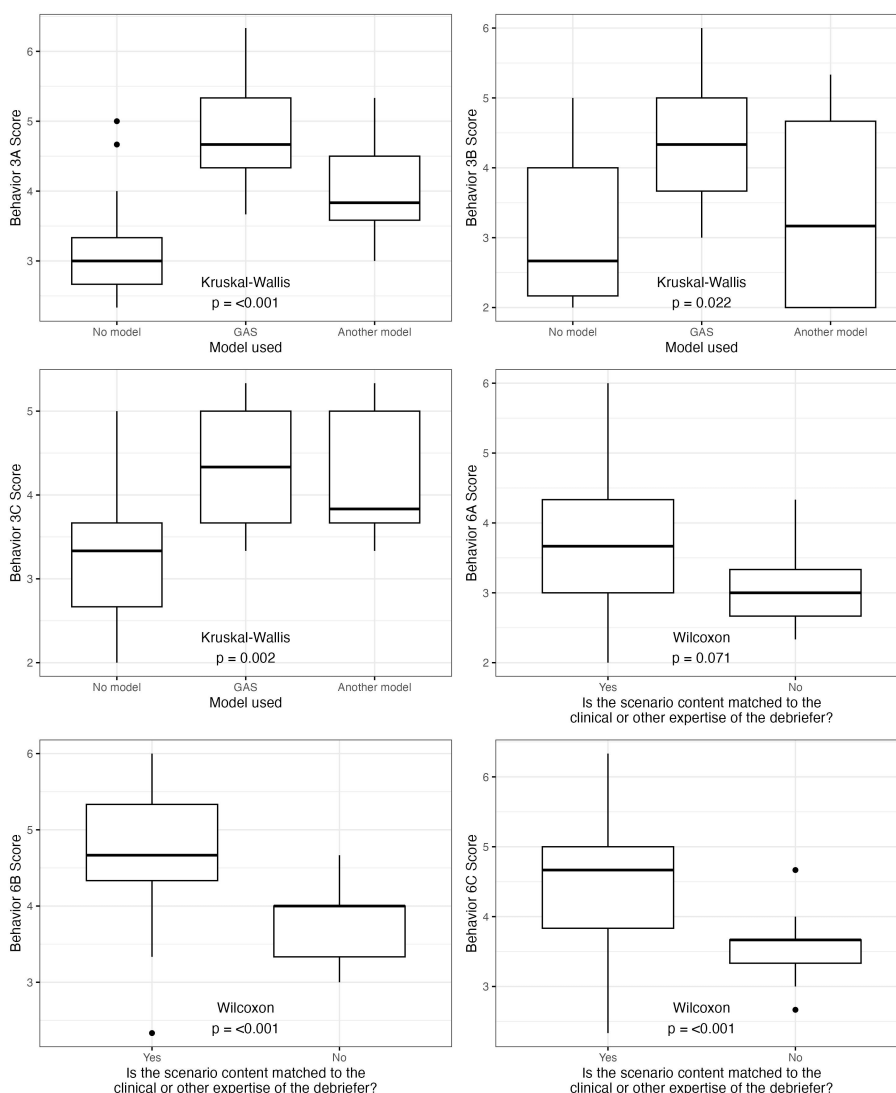 Behavior 3A Score
6
5
4
3
Kruskal-Wallis
p = <0.001
No model GAS Another model
Model used
Behavior 3B Score
6
5
4
3
2
Kruskal-Wallis
p = 0.022
No model GAS Another model
Model used
Behavior 3C Score
5
4
3
2
Kruskal-Wallis
p = 0.002
No model GAS Another model
Model used
Behavior 6A Score
6
5
4
3
2
Wilcoxon
p = 0.071
Yes No
Is the scenario content matched to the
clinical or other expertise of the debriefer?
Behavior 6B Score
6
5
4
3
Wilcoxon
p = <0.001
Yes No
Is the scenario content matched to the
clinical or other expertise of the debriefer?
Behavior 6C Score
6
5
4
3
Wilcoxon
p = <0.001
Yes No
Is the scenario content matched to the
clinical or other expertise of the debriefer?